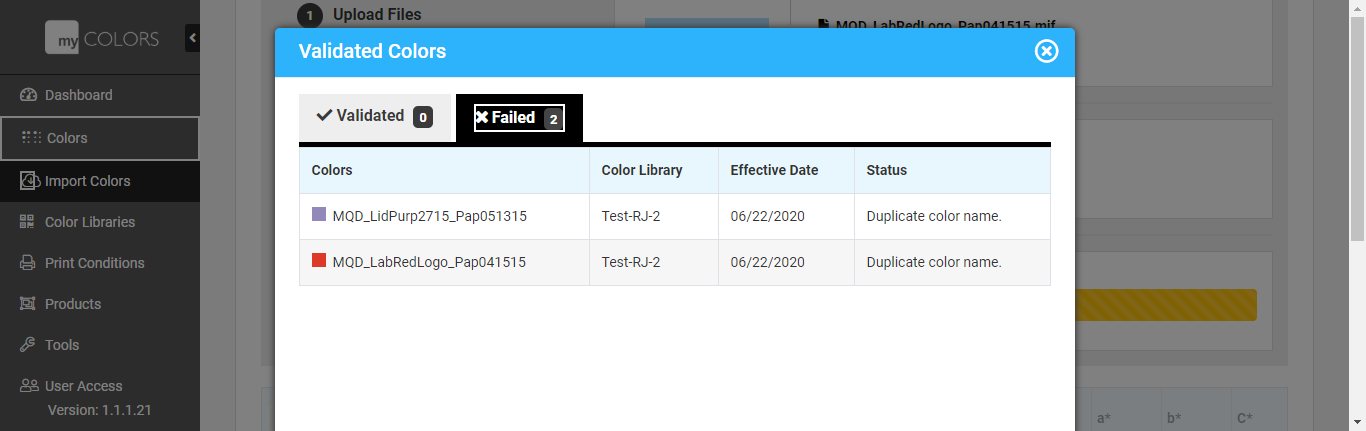 my COLORS
Dashboard
Colors
Import Colors
Color Libraries
Print Conditions
Products
Tools
User Access
Version: 1.1.1.21
1 Upload Files
MQD_LabRedLogo_Pap041515.mif
Validated Colors
Validated 0
Failed 2
Colors Color Library Effective Date Status
MQD_LidPurp2715_Pap051315 Test-RJ-2 06/22/2020 Duplicate color name.
MQD_LabRedLogo_Pap041515 Test-RJ-2 06/22/2020 Duplicate color name.
a* b* C*